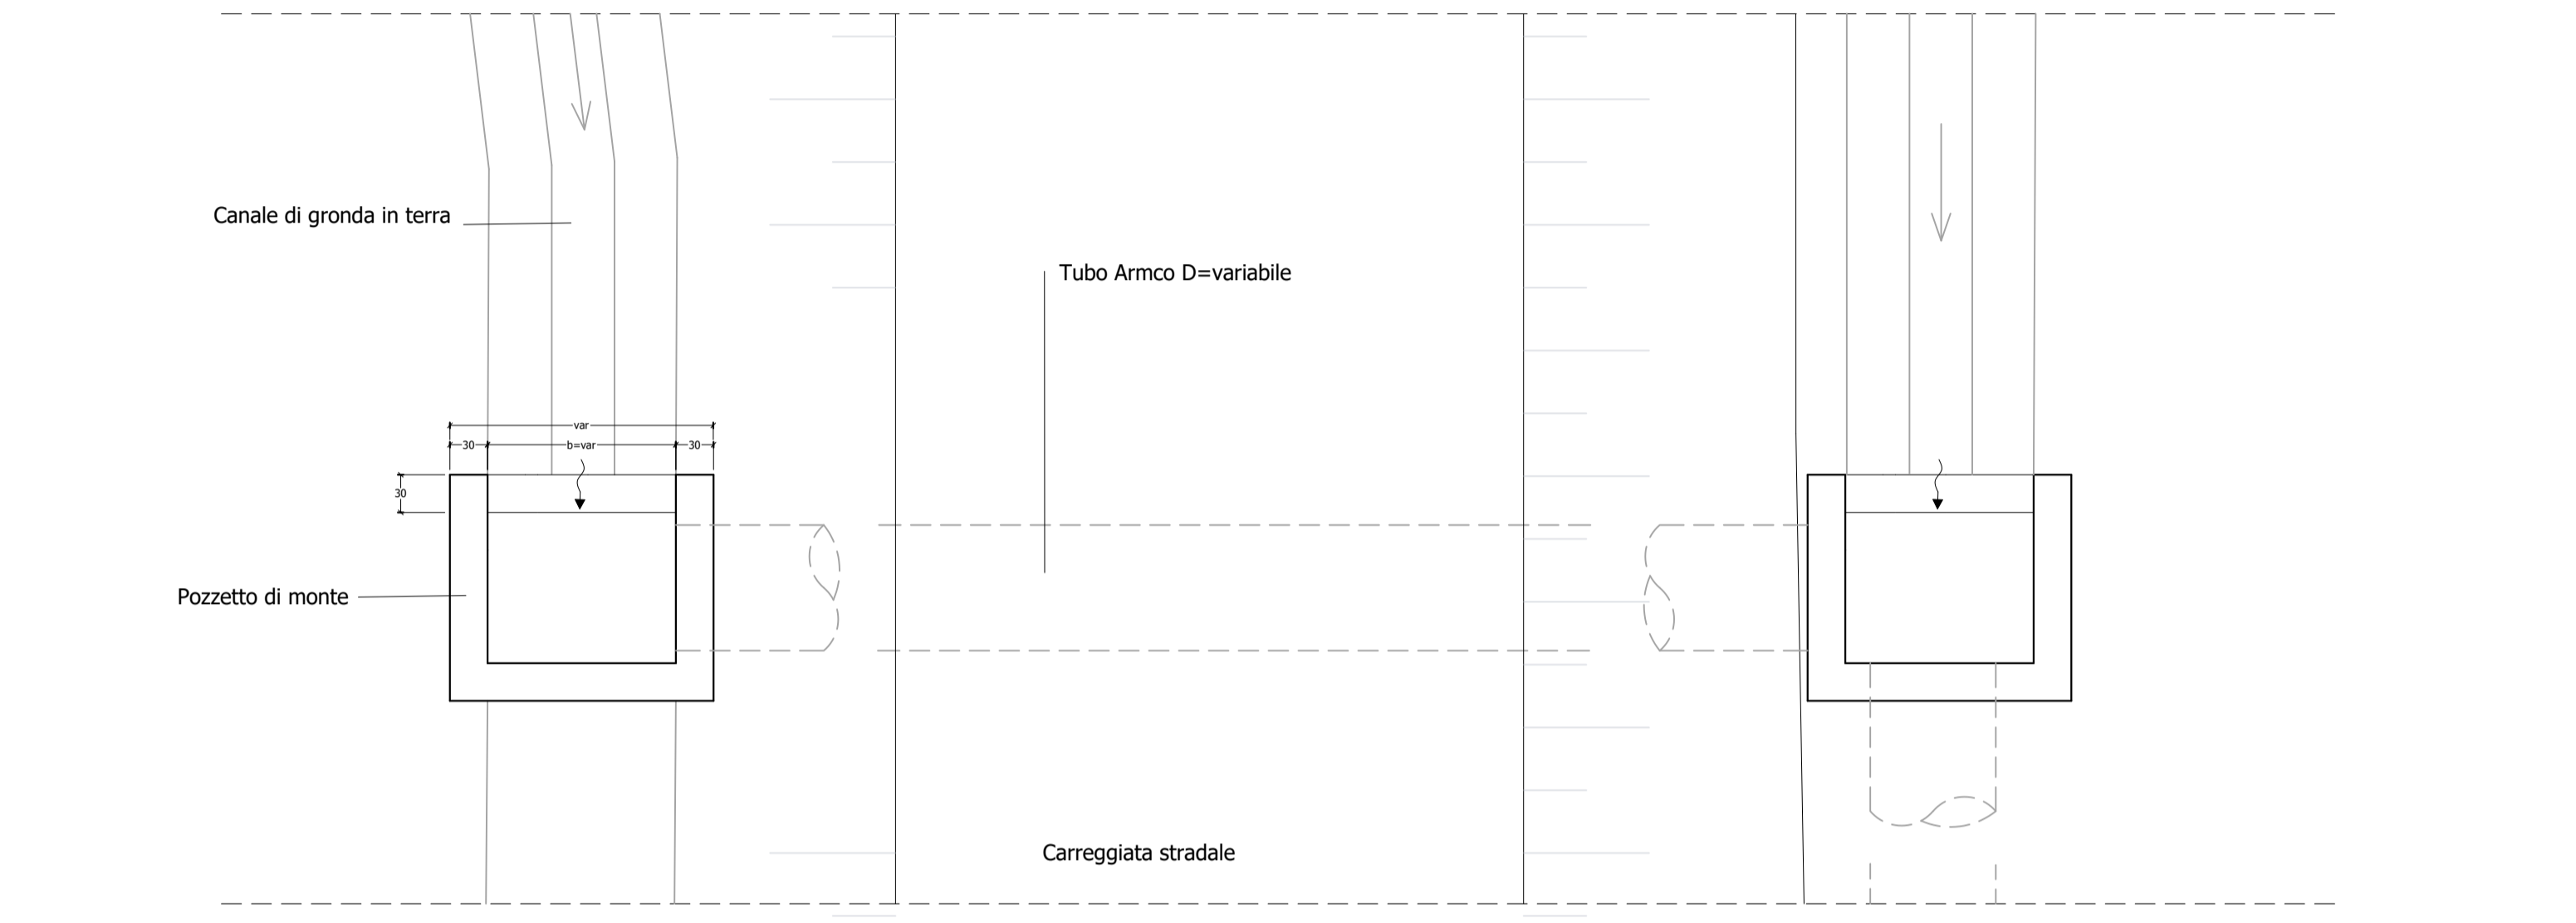 Canale di gronda in terra
Tubo Armco D=variabile
var
30
b=var
30
30
Pozzetto di monte
Carreggiata stradale